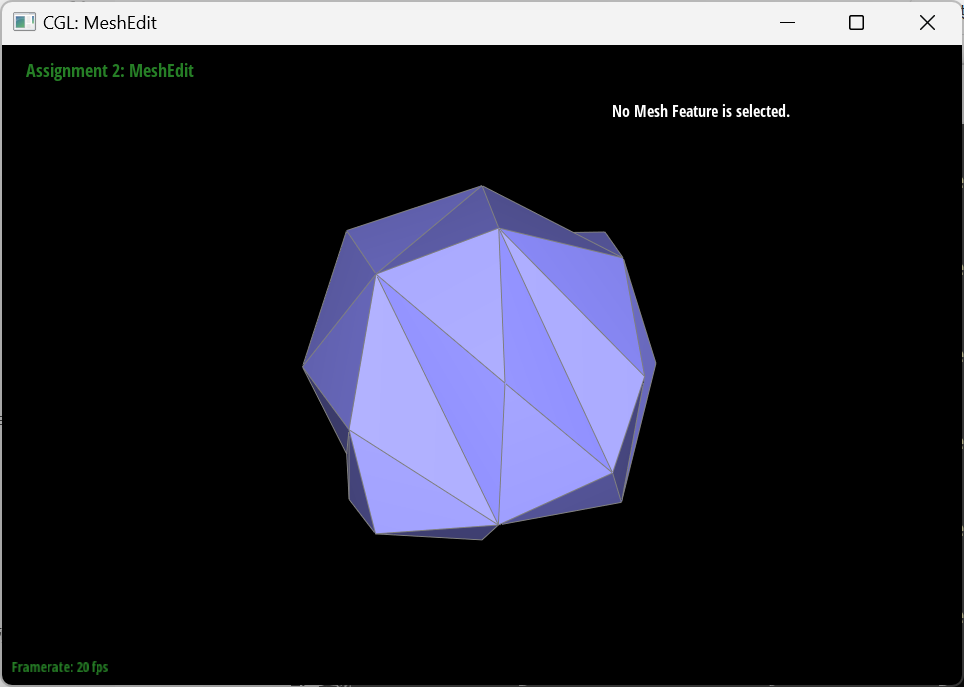 CGL: MeshEdit
Assignment 2: MeshEdit
No Mesh Feature is selected.
Framerate: 20 fps